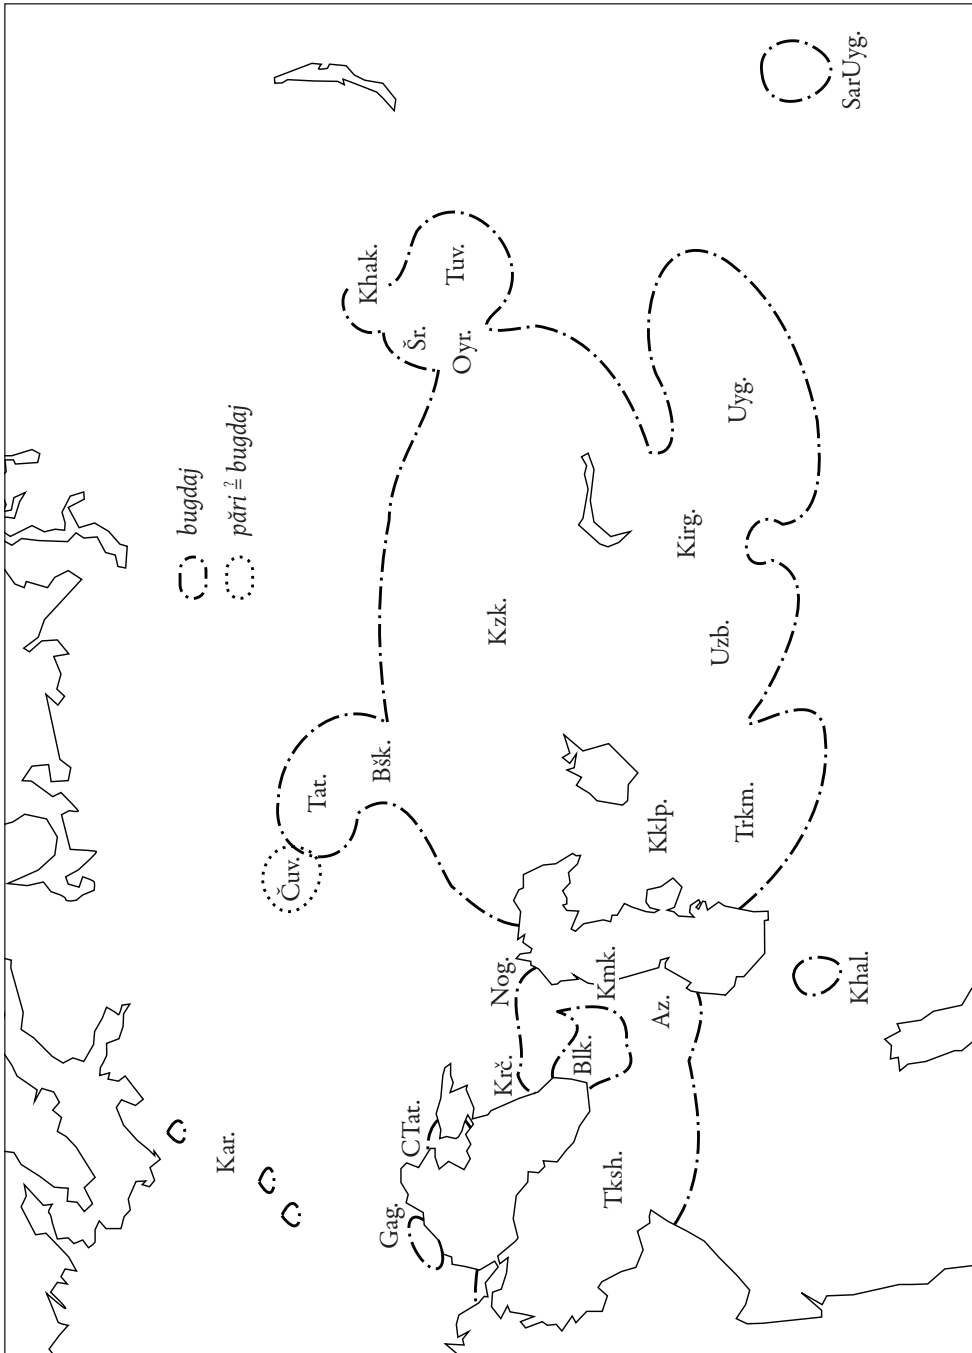 bugdaj
pări ≟ bugdaj
Kar.
Čuv.
Tat.
Khak.
Bšk.
Gag.
CTat.
Šr.
Tuv.
Oyr.
Krč.
Nog.
Kzk.
Blk.
Kmk.
Tksh.
Az.
Kklp.
Kirg.
Uzb.
Uyg.
Trkm.
Khal.
SarUyg.